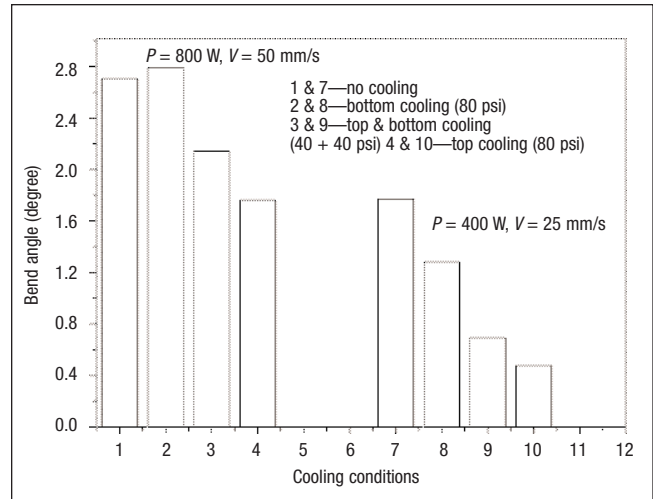 P = 800 W, V = 50 mm/s
1 & 7—no cooling
2 & 8—bottom cooling (80 psi)
3 & 9—top & bottom cooling
(40 + 40 psi) 4 & 10—top cooling (80 psi)
P = 400 W, V = 25 mm/s
Bend angle (degree)
2.8
2.4
2.0
1.6
1.2
0.8
0.4
0.0
1 2 3 4 5 6 7 8 9 10 11 12
Cooling conditions